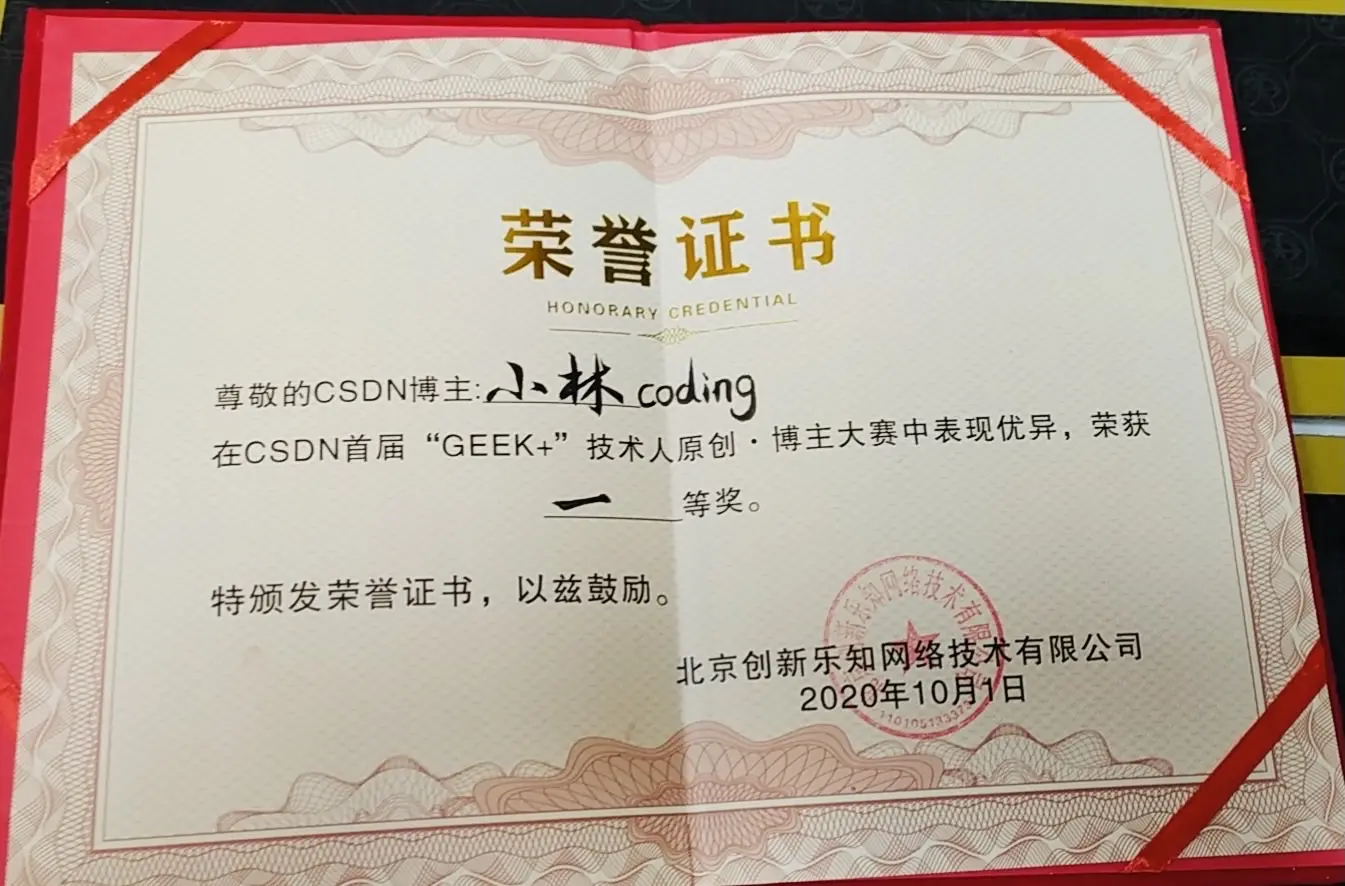 荣誉证书
HONORARY CREDENTIAL
尊敬的CSDN博主:小林coding
在CSDN首届“GEEK+”技术人原创·博主大赛中表现优异，荣获
一等奖。
特颁发荣誉证书，以兹鼓励。
北京创新乐知网络技术有限公司
2020年10月1日